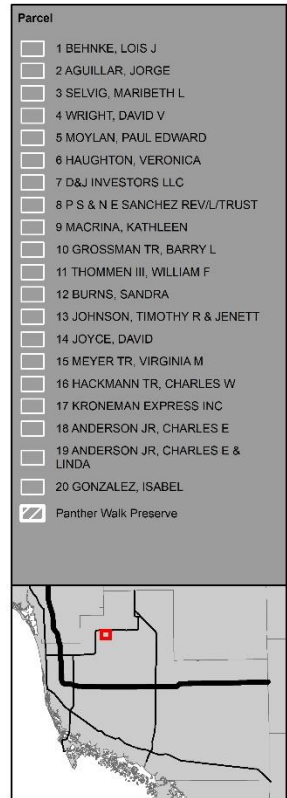 Parcel
1 BEHNKE, LOIS J
2 AGUILLAR, JORGE
3 SELVIG, MARIBETH L
4 WRIGHT, DAVID V
5 MOYLAN, PAUL EDWARD
6 HAUGHTON, VERONICA
7 D&J INVESTORS LLC
8 P S & N E SANCHEZ REV/L/TRUST
9 MACRINA, KATHLEEN
10 GROSSMAN TR, BARRY L
11 THOMMEN III, WILLIAM F
12 BURNS, SANDRA
13 JOHNSON, TIMOTHY R & JENETT
14 JOYCE, DAVID
15 MEYER TR, VIRGINIA M
16 HACKMANN TR, CHARLES W
17 KRONEMAN EXPRESS INC
18 ANDERSON JR, CHARLES E
19 ANDERSON JR, CHARLES E &
LINDA
20 GONZALEZ, ISABEL
Panther Walk Preserve